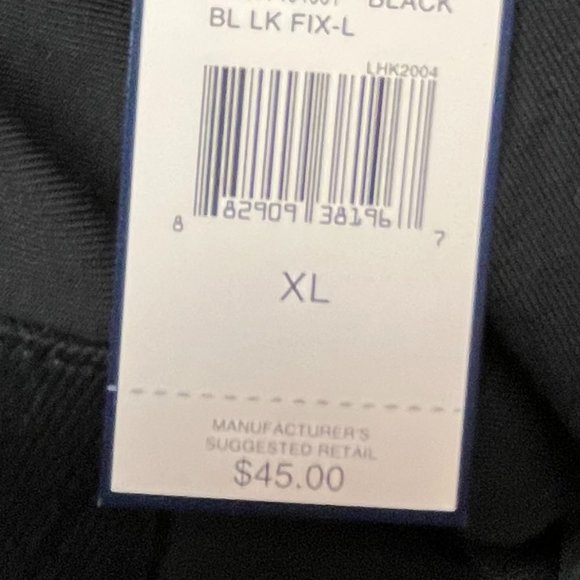 BLACK
BL LK FIX-L
LHK2004
8 82909 38196 7
XL
MANUFACTURER'S
SUGGESTED RETAIL
$45.00